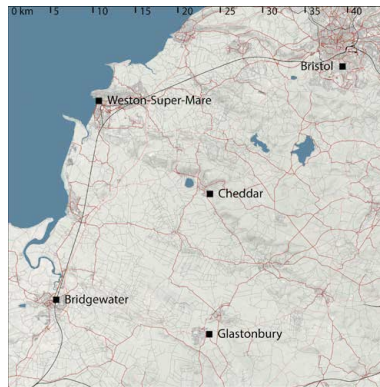 0 km 5 10 15 20 25 30 35 40
Bristol
Weston-Super-Mare
Cheddar
Bridgewater
Glastonbury